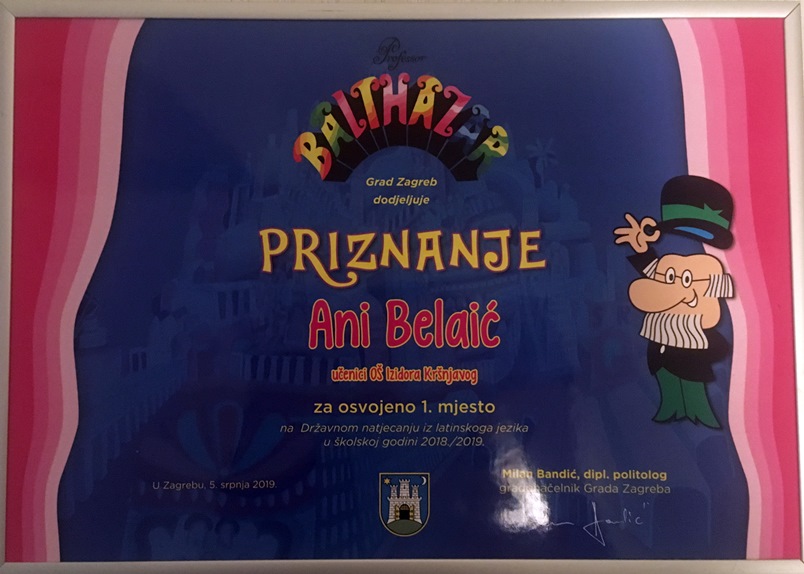 Professor
BALTHAZAR
Grad Zagreb
dodjeljuje
PRIZNANJE
Ani Belaić
učenici OŠ Izidora Kršnjavog
za osvojeno 1. mjesto
na Državnom natjecanju iz latinskoga jezika
u školskoj godini 2018./2019.
U Zagrebu, 5. srpnja 2019.
Milan Bandić, dipl. politolog
gradonačelnik Grada Zagreba